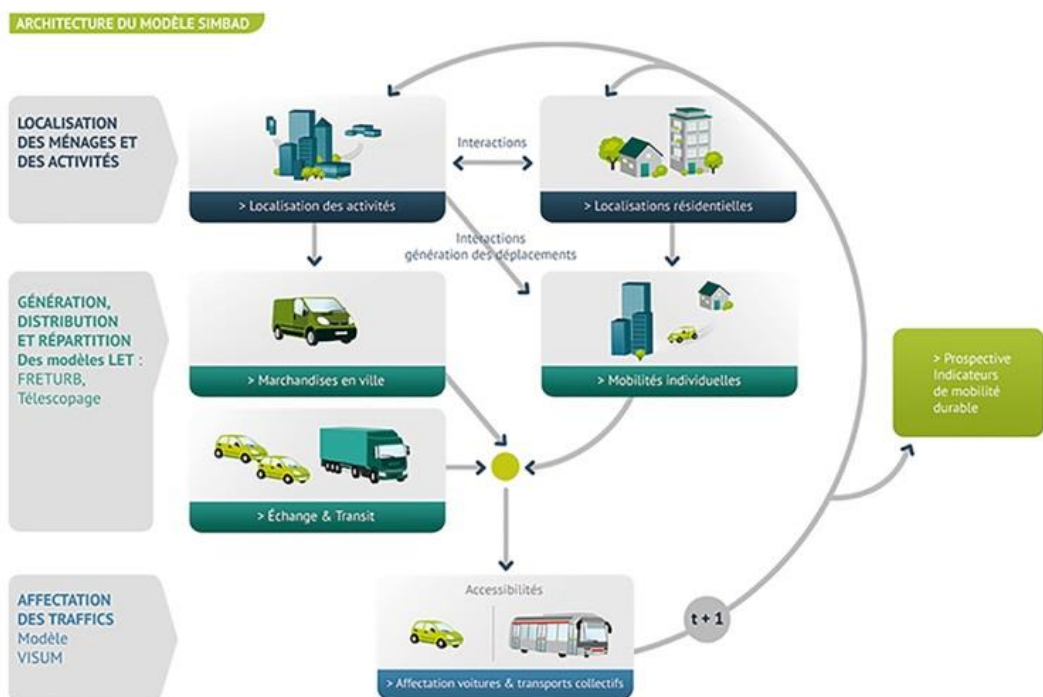 ARCHITECTURE DU MODÈLE SIMBAD
LOCALISATION
DES MÉNAGES ET
DES ACTIVITÉS
Interactions
> Localisation des activités
> Localisations résidentielles
Interactions
génération des déplacements
GÉNÉRATION,
DISTRIBUTION
ET RÉPARTITION
Des modèles LET :
FRETURB,
Télescopage
> Marchandises en ville
> Mobilités individuelles
> Prospective
Indicateurs
de mobilité
durable
> Échange & Transit
AFFECTATION
DES TRAFFICS
Modèle
VISUM
Accessibilités
> Affectation voitures & transports collectifs
t + 1